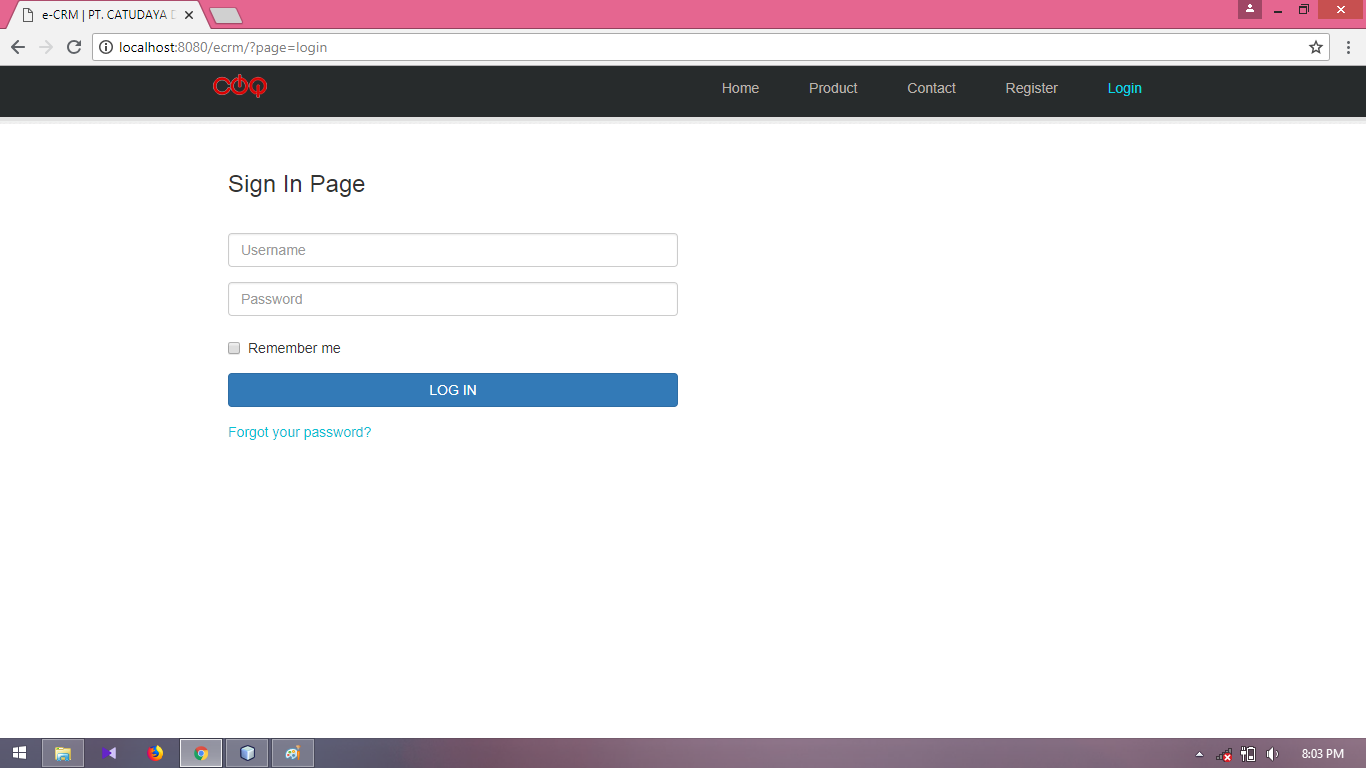 e-CRM | PT. CATUDAYA
localhost:8080/ecrm/?page=login
Home Product Contact Register Login
Sign In Page
Username
Password
Remember me
LOG IN
Forgot your password?
8:03 PM